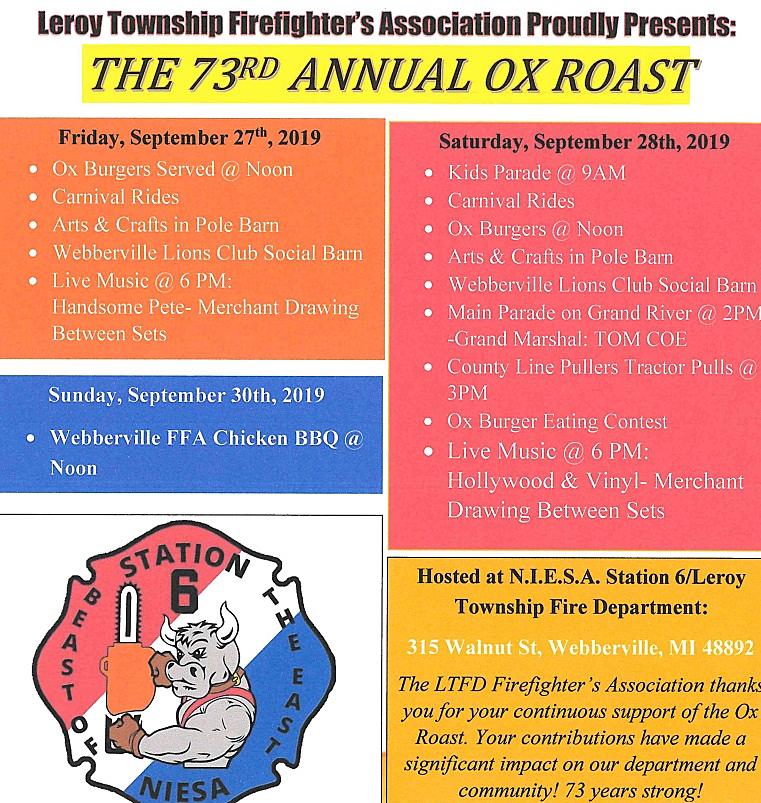 Leroy Township Firefighter's Association Proudly Presents:
THE 73RD ANNUAL OX ROAST
Friday, September 27th, 2019
• Ox Burgers Served @ Noon
• Carnival Rides
• Arts & Crafts in Pole Barn
• Webberville Lions Club Social Barn
• Live Music @ 6 PM:
Handsome Pete- Merchant Drawing
Between Sets
Sunday, September 30th, 2019
• Webberville FFA Chicken BBQ @
Noon
Saturday, September 28th, 2019
• Kids Parade @ 9AM
• Carnival Rides
• Ox Burgers @ Noon
• Arts & Crafts in Pole Barn
• Webberville Lions Club Social Barn
• Main Parade on Grand River @ 2PM
-Grand Marshal: TOM COE
• County Line Pullers Tractor Pulls @
3PM
• Ox Burger Eating Contest
• Live Music @ 6 PM:
Hollywood & Vinyl- Merchant
Drawing Between Sets
STATION
6
BEAST OF
THE EAST
NIESA
Hosted at N.I.E.S.A. Station 6/Leroy
Township Fire Department:
315 Walnut St, Webberville, MI 48892
The LTFD Firefighter's Association thanks
you for your continuous support of the Ox
Roast. Your contributions have made a
significant impact on our department and
community! 73 years strong!